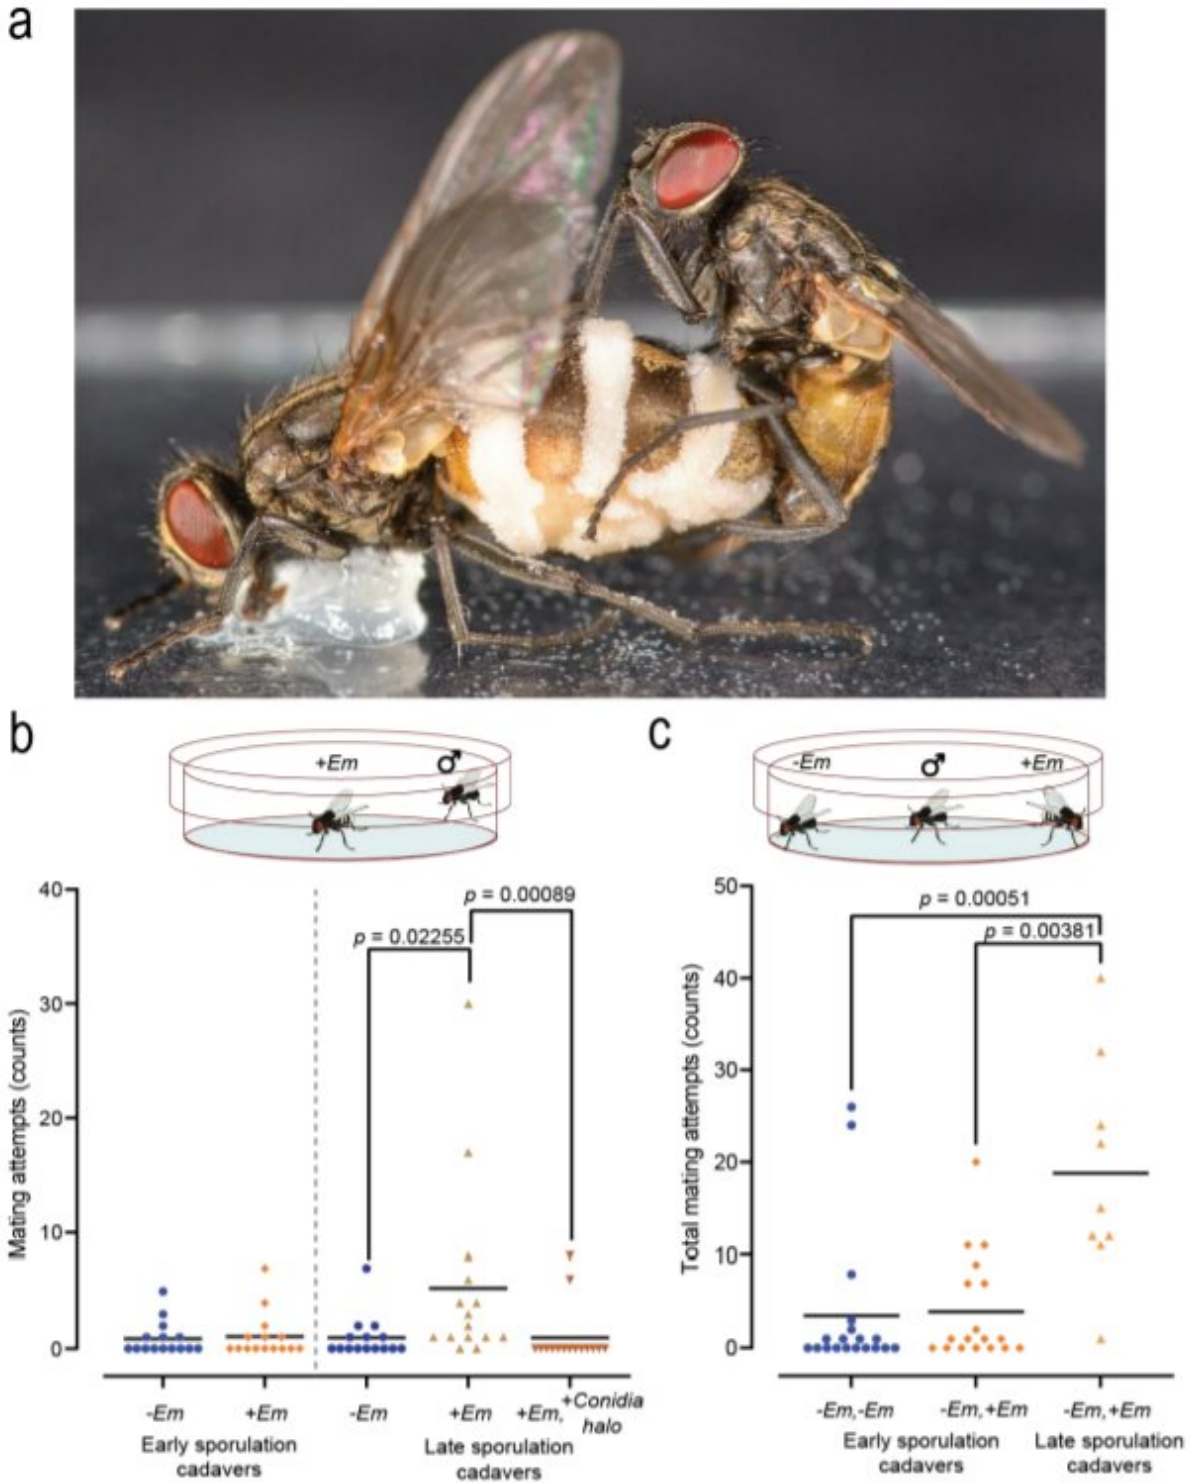 a
b
+Em ♂
40
30
20
10
0
Mating attempts (counts)
p = 0.02255
p = 0.00089
-Em +Em -Em +Em +Em, +Conidia
halo
Early sporulation
cadavers
Late sporulation
cadavers
c
-Em ♂ +Em
50
40
30
20
10
0
Total mating attempts (counts)
p = 0.00051
p = 0.00381
-Em,-Em -Em,+Em -Em,+Em
Early sporulation
cadavers
Late sporulation
cadavers